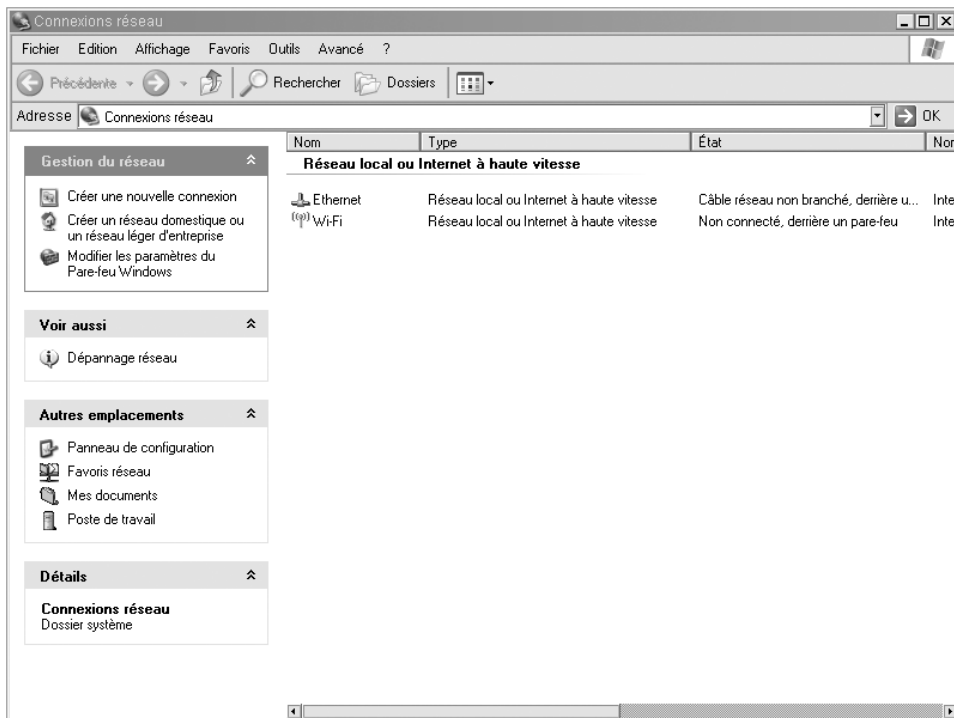 Connexions réseau
Fichier Edition Affichage Favoris Outils Avancé ?
Précédente Rechercher Dossiers
Adresse Connexions réseau OK
Gestion du réseau
Créer une nouvelle connexion
Créer un réseau domestique ou
un réseau léger d'entreprise
Modifier les paramètres du
Pare-feu Windows
Voir aussi
Dépannage réseau
Autres emplacements
Panneau de configuration
Favoris réseau
Mes documents
Poste de travail
Détails
Connexions réseau
Dossier système
Nom Type État Nor
Réseau local ou Internet à haute vitesse
Ethernet Réseau local ou Internet à haute vitesse Câble réseau non branché, derrière u... Inte
Wi-Fi Réseau local ou Internet à haute vitesse Non connecté, derrière un pare-feu Inte